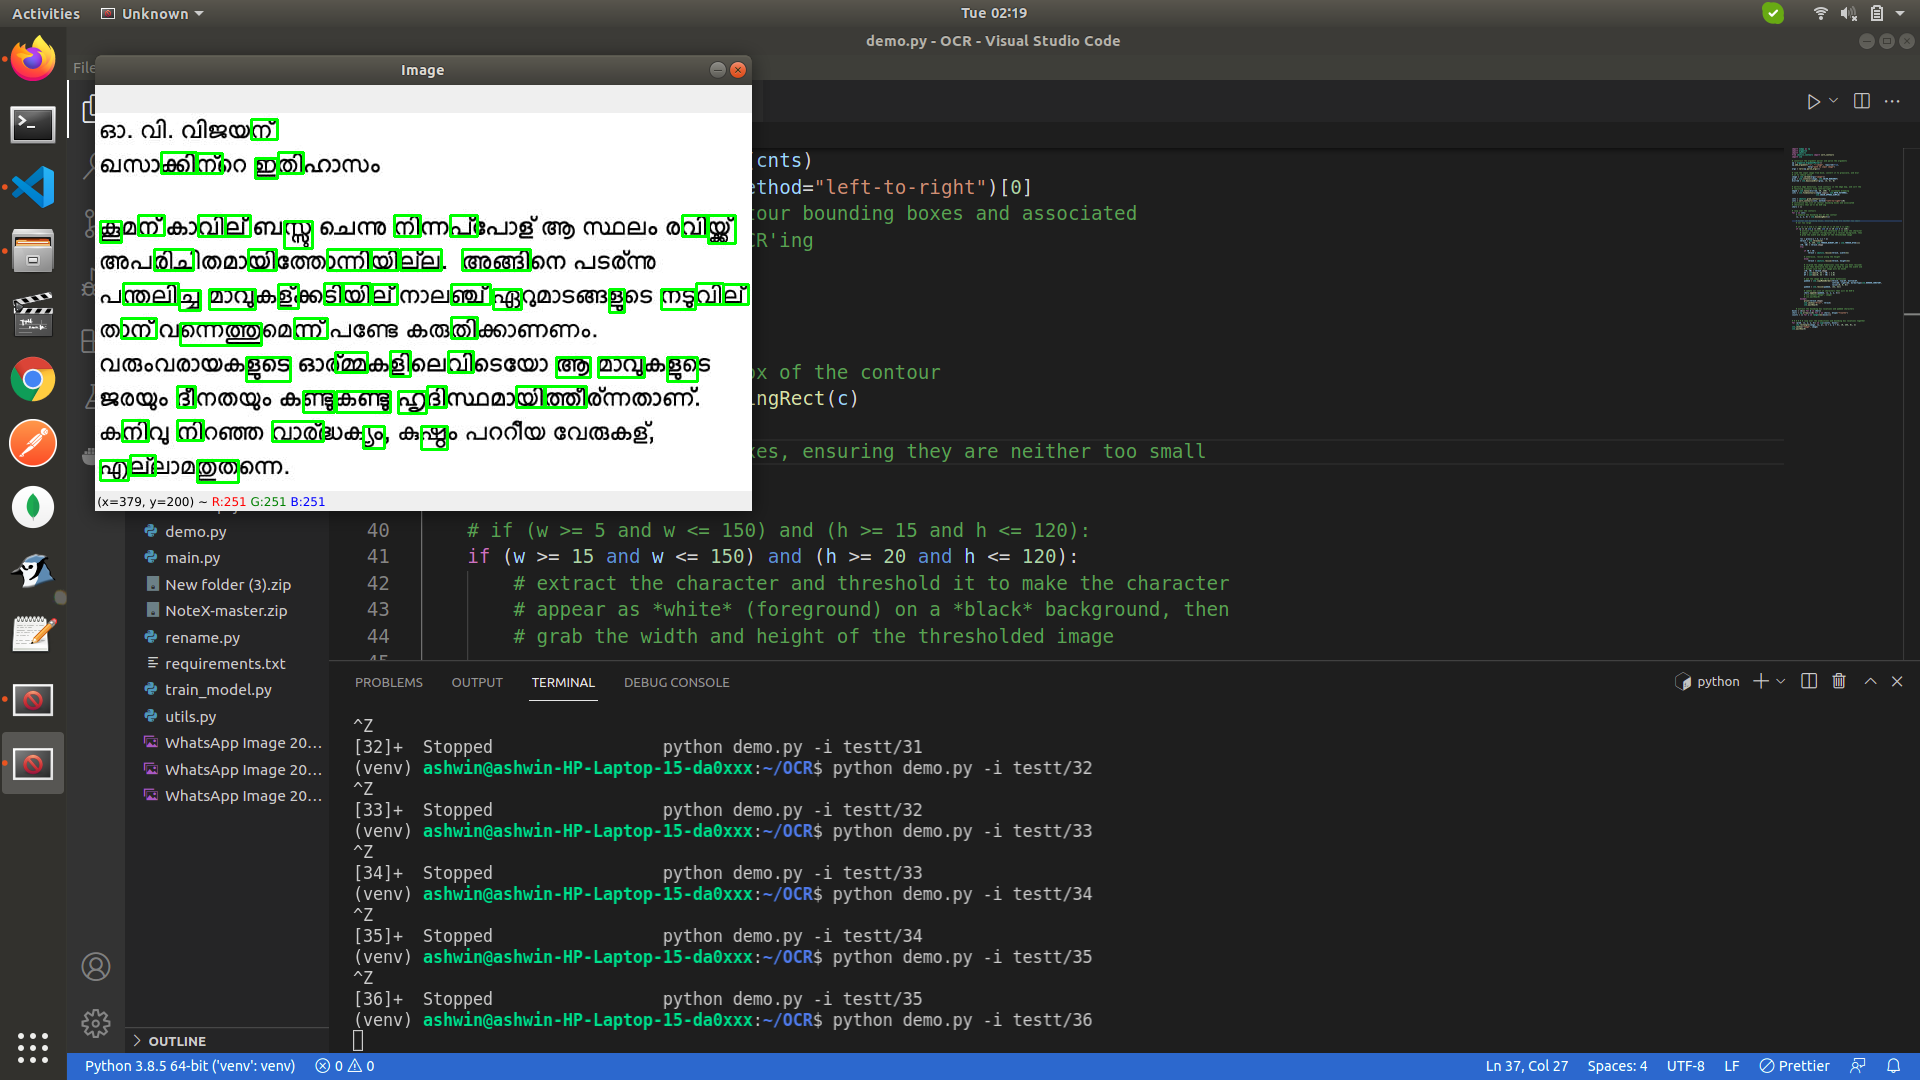 Activities
Unknown
Tue 02:19
demo.py - OCR - Visual Studio Code
File
Image
ഓ. വി. വിജയന്
ഖസാക്കിന്റെ ഇതിഹാസം
കൂമന് കാവില് ബസ്സു ചെന്നു നിന്നപ്പോള് ആ സ്ഥലം രവിയ്ക്ക്
അപരിചിതമായിത്തോന്നിയില്ല. അങ്ങിനെ പടര്ന്നു
പന്തലിച്ച മാവുകള്ക്കടിയില് നാലഞ്ച് ഏറുമാടങ്ങളുടെ നടുവില്
താന് വന്നെത്തുമെന്ന് പണ്ടേ കരുതിക്കാണണം.
വരുംവരായകളുടെ ഓര്മ്മകളിലെവിടെയോ ആ മാവുകളുടെ
ജരയും ദീനതയും കണ്ടുകണ്ടു ഹൃദിസ്ഥമായിത്തീര്ന്നതാണ്.
കനിവു നിറഞ്ഞ വാര്ദ്ധക്യം, കുഷ്ഠം പററിയ വേരുകള്,
എല്ലാമതുതന്നെ.
(x=379, y=200) ~ R:251 G:251 B:251
(cnts)
ethod="left-to-right")[0]
tour bounding boxes and associated
CR'ing
ox of the contour
ingRect(c)
xes, ensuring they are neither too small
40 # if (w >= 5 and w <= 150) and (h >= 15 and h <= 120):
41 if (w >= 15 and w <= 150) and (h >= 20 and h <= 120):
42 # extract the character and threshold it to make the character
43 # appear as *white* (foreground) on a *black* background, then
44 # grab the width and height of the thresholded image
demo.py
main.py
New folder (3).zip
NoteX-master.zip
rename.py
requirements.txt
train_model.py
utils.py
WhatsApp Image 20...
WhatsApp Image 20...
WhatsApp Image 20...
OUTLINE
PROBLEMS OUTPUT TERMINAL DEBUG CONSOLE
python
^Z
[32]+ Stopped python demo.py -i testt/31
(venv) ashwin@ashwin-HP-Laptop-15-da0xxx:~/OCR$ python demo.py -i testt/32
^Z
[33]+ Stopped python demo.py -i testt/32
(venv) ashwin@ashwin-HP-Laptop-15-da0xxx:~/OCR$ python demo.py -i testt/33
^Z
[34]+ Stopped python demo.py -i testt/33
(venv) ashwin@ashwin-HP-Laptop-15-da0xxx:~/OCR$ python demo.py -i testt/34
^Z
[35]+ Stopped python demo.py -i testt/34
(venv) ashwin@ashwin-HP-Laptop-15-da0xxx:~/OCR$ python demo.py -i testt/35
^Z
[36]+ Stopped python demo.py -i testt/35
(venv) ashwin@ashwin-HP-Laptop-15-da0xxx:~/OCR$ python demo.py -i testt/36
Python 3.8.5 64-bit ('venv': venv) 0 0
Ln 37, Col 27 Spaces: 4 UTF-8 LF Prettier